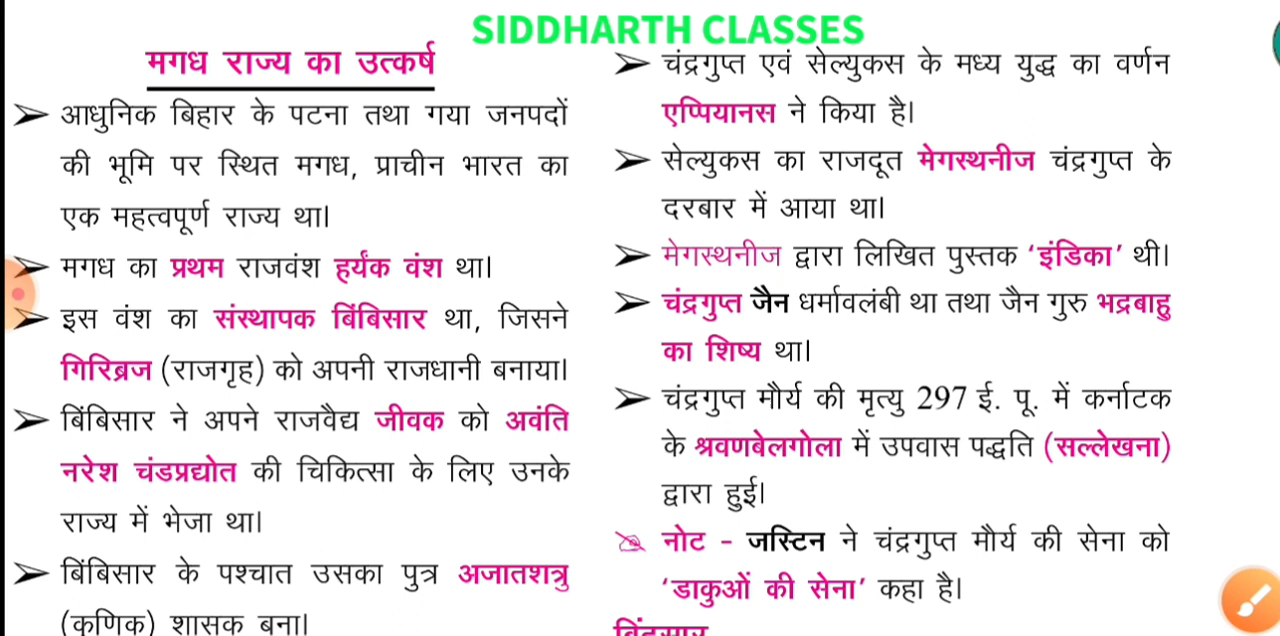 SIDDHARTH CLASSES
मगध राज्य का उत्कर्ष
➢ आधुनिक बिहार के पटना तथा गया जनपदों
की भूमि पर स्थित मगध, प्राचीन भारत का
एक महत्वपूर्ण राज्य था।
➢ मगध का प्रथम राजवंश हर्यंक वंश था।
➢ इस वंश का संस्थापक बिंबिसार था, जिसने
गिरिब्रज (राजगृह) को अपनी राजधानी बनाया।
➢ बिंबिसार ने अपने राजवैद्य जीवक को अवंति
नरेश चंडप्रद्योत की चिकित्सा के लिए उनके
राज्य में भेजा था।
➢ बिंबिसार के पश्चात उसका पुत्र अजातशत्रु
(कुणिक) शासक बना।
➢ चंद्रगुप्त एवं सेल्युकस के मध्य युद्ध का वर्णन
एप्पियानस ने किया है।
➢ सेल्युकस का राजदूत मेगस्थनीज चंद्रगुप्त के
दरबार में आया था।
➢ मेगस्थनीज द्वारा लिखित पुस्तक ‘इंडिका’ थी।
➢ चंद्रगुप्त जैन धर्मावलंबी था तथा जैन गुरु भद्रबाहु
का शिष्य था।
➢ चंद्रगुप्त मौर्य की मृत्यु 297 ई. पू. में कर्नाटक
के श्रवणबेलगोला में उपवास पद्धति (सल्लेखना)
द्वारा हुई।
नोट - जस्टिन ने चंद्रगुप्त मौर्य की सेना को
‘डाकुओं की सेना’ कहा है।